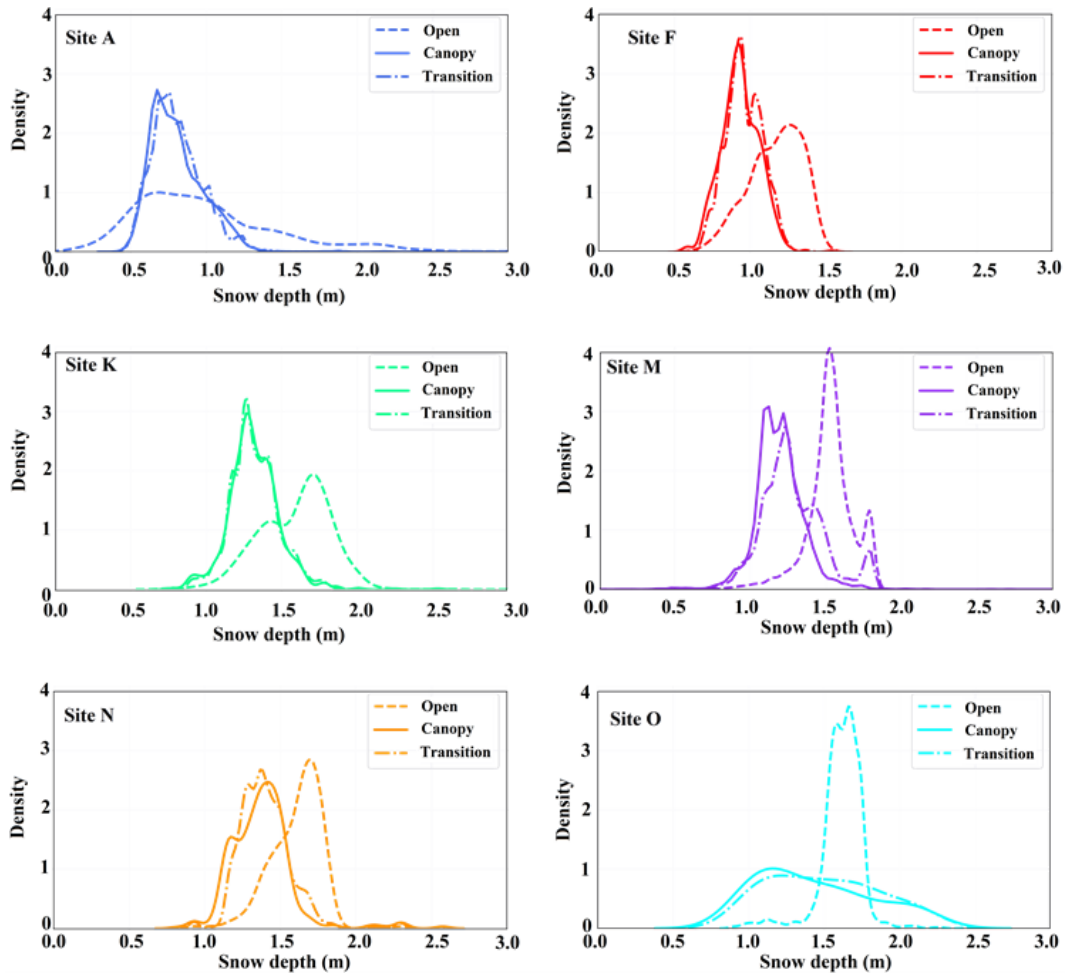 Site A
Open
Canopy
Transition
Density
4
3
2
1
0
0.0 0.5 1.0 1.5 2.0 2.5 3.0
Snow depth (m)
Site F
Open
Canopy
Transition
Density
4
3
2
1
0
0.0 0.5 1.0 1.5 2.0 2.5 3.0
Snow depth (m)
Site K
Open
Canopy
Transition
Density
4
3
2
1
0
0.0 0.5 1.0 1.5 2.0 2.5 3.0
Snow depth (m)
Site M
Open
Canopy
Transition
Density
4
3
2
1
0
0.0 0.5 1.0 1.5 2.0 2.5 3.0
Snow depth (m)
Site N
Open
Canopy
Transition
Density
4
3
2
1
0
0.0 0.5 1.0 1.5 2.0 2.5 3.0
Snow depth (m)
Site O
Open
Canopy
Transition
Density
4
3
2
1
0
0.0 0.5 1.0 1.5 2.0 2.5 3.0
Snow depth (m)